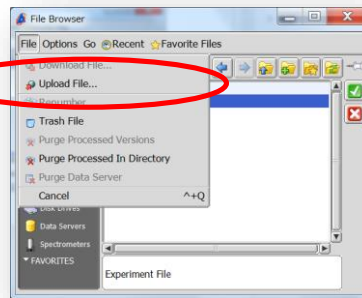 File Browser
File Options Go Recent Favorite Files
Download File...
Upload File...
Renumber
Trash File
Purge Processed Versions
Purge Processed In Directory
Purge Data Server
Cancel ^+Q
Disk Drives
Data Servers
Spectrometers
FAVORITES
Experiment File